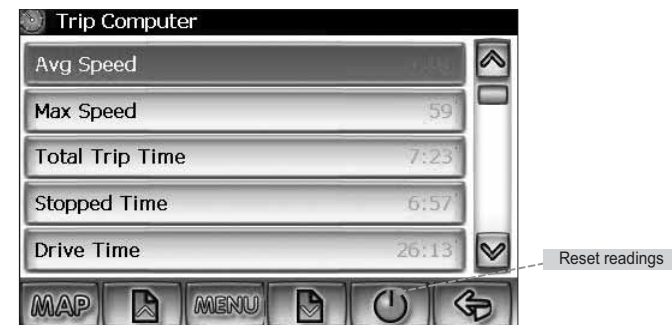 Trip Computer
Avg Speed
Max Speed 59
Total Trip Time 7:23
Stopped Time 6:57
Drive Time 26:13
Reset readings
MAP MENU